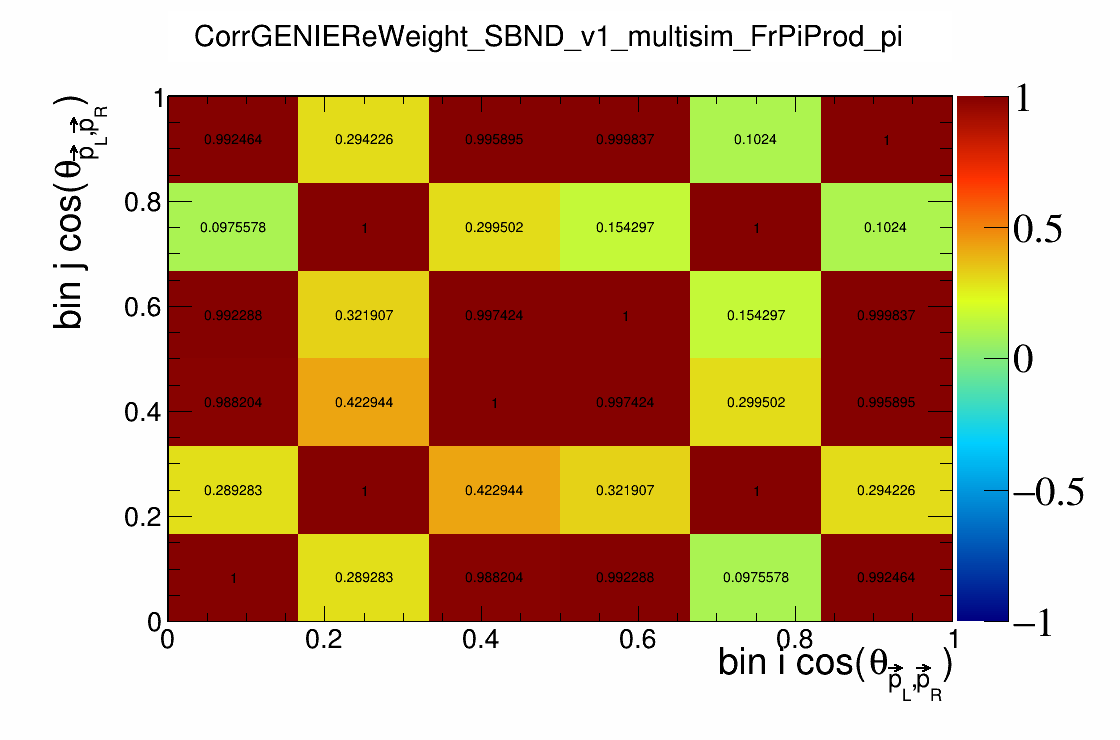 CorrGENIEReWeight_SBND_v1_multisim_FrPiProd_pi
bin j cos(θp⃗L,p⃗R)
1
0.992464 0.294226 0.995895 0.999837 0.1024 1
0.8
0.0975578 1 0.299502 0.154297 1 0.1024
0.6
0.992288 0.321907 0.997424 1 0.154297 0.999837
0.4
0.988204 0.422944 1 0.997424 0.299502 0.995895
0.2
0.289283 1 0.422944 0.321907 1 0.294226
0
1 0.289283 0.988204 0.992288 0.0975578 0.992464
0 0.2 0.4 0.6 0.8 1
bin i cos(θp⃗L,p⃗R)
1
0.5
0
−0.5
−1